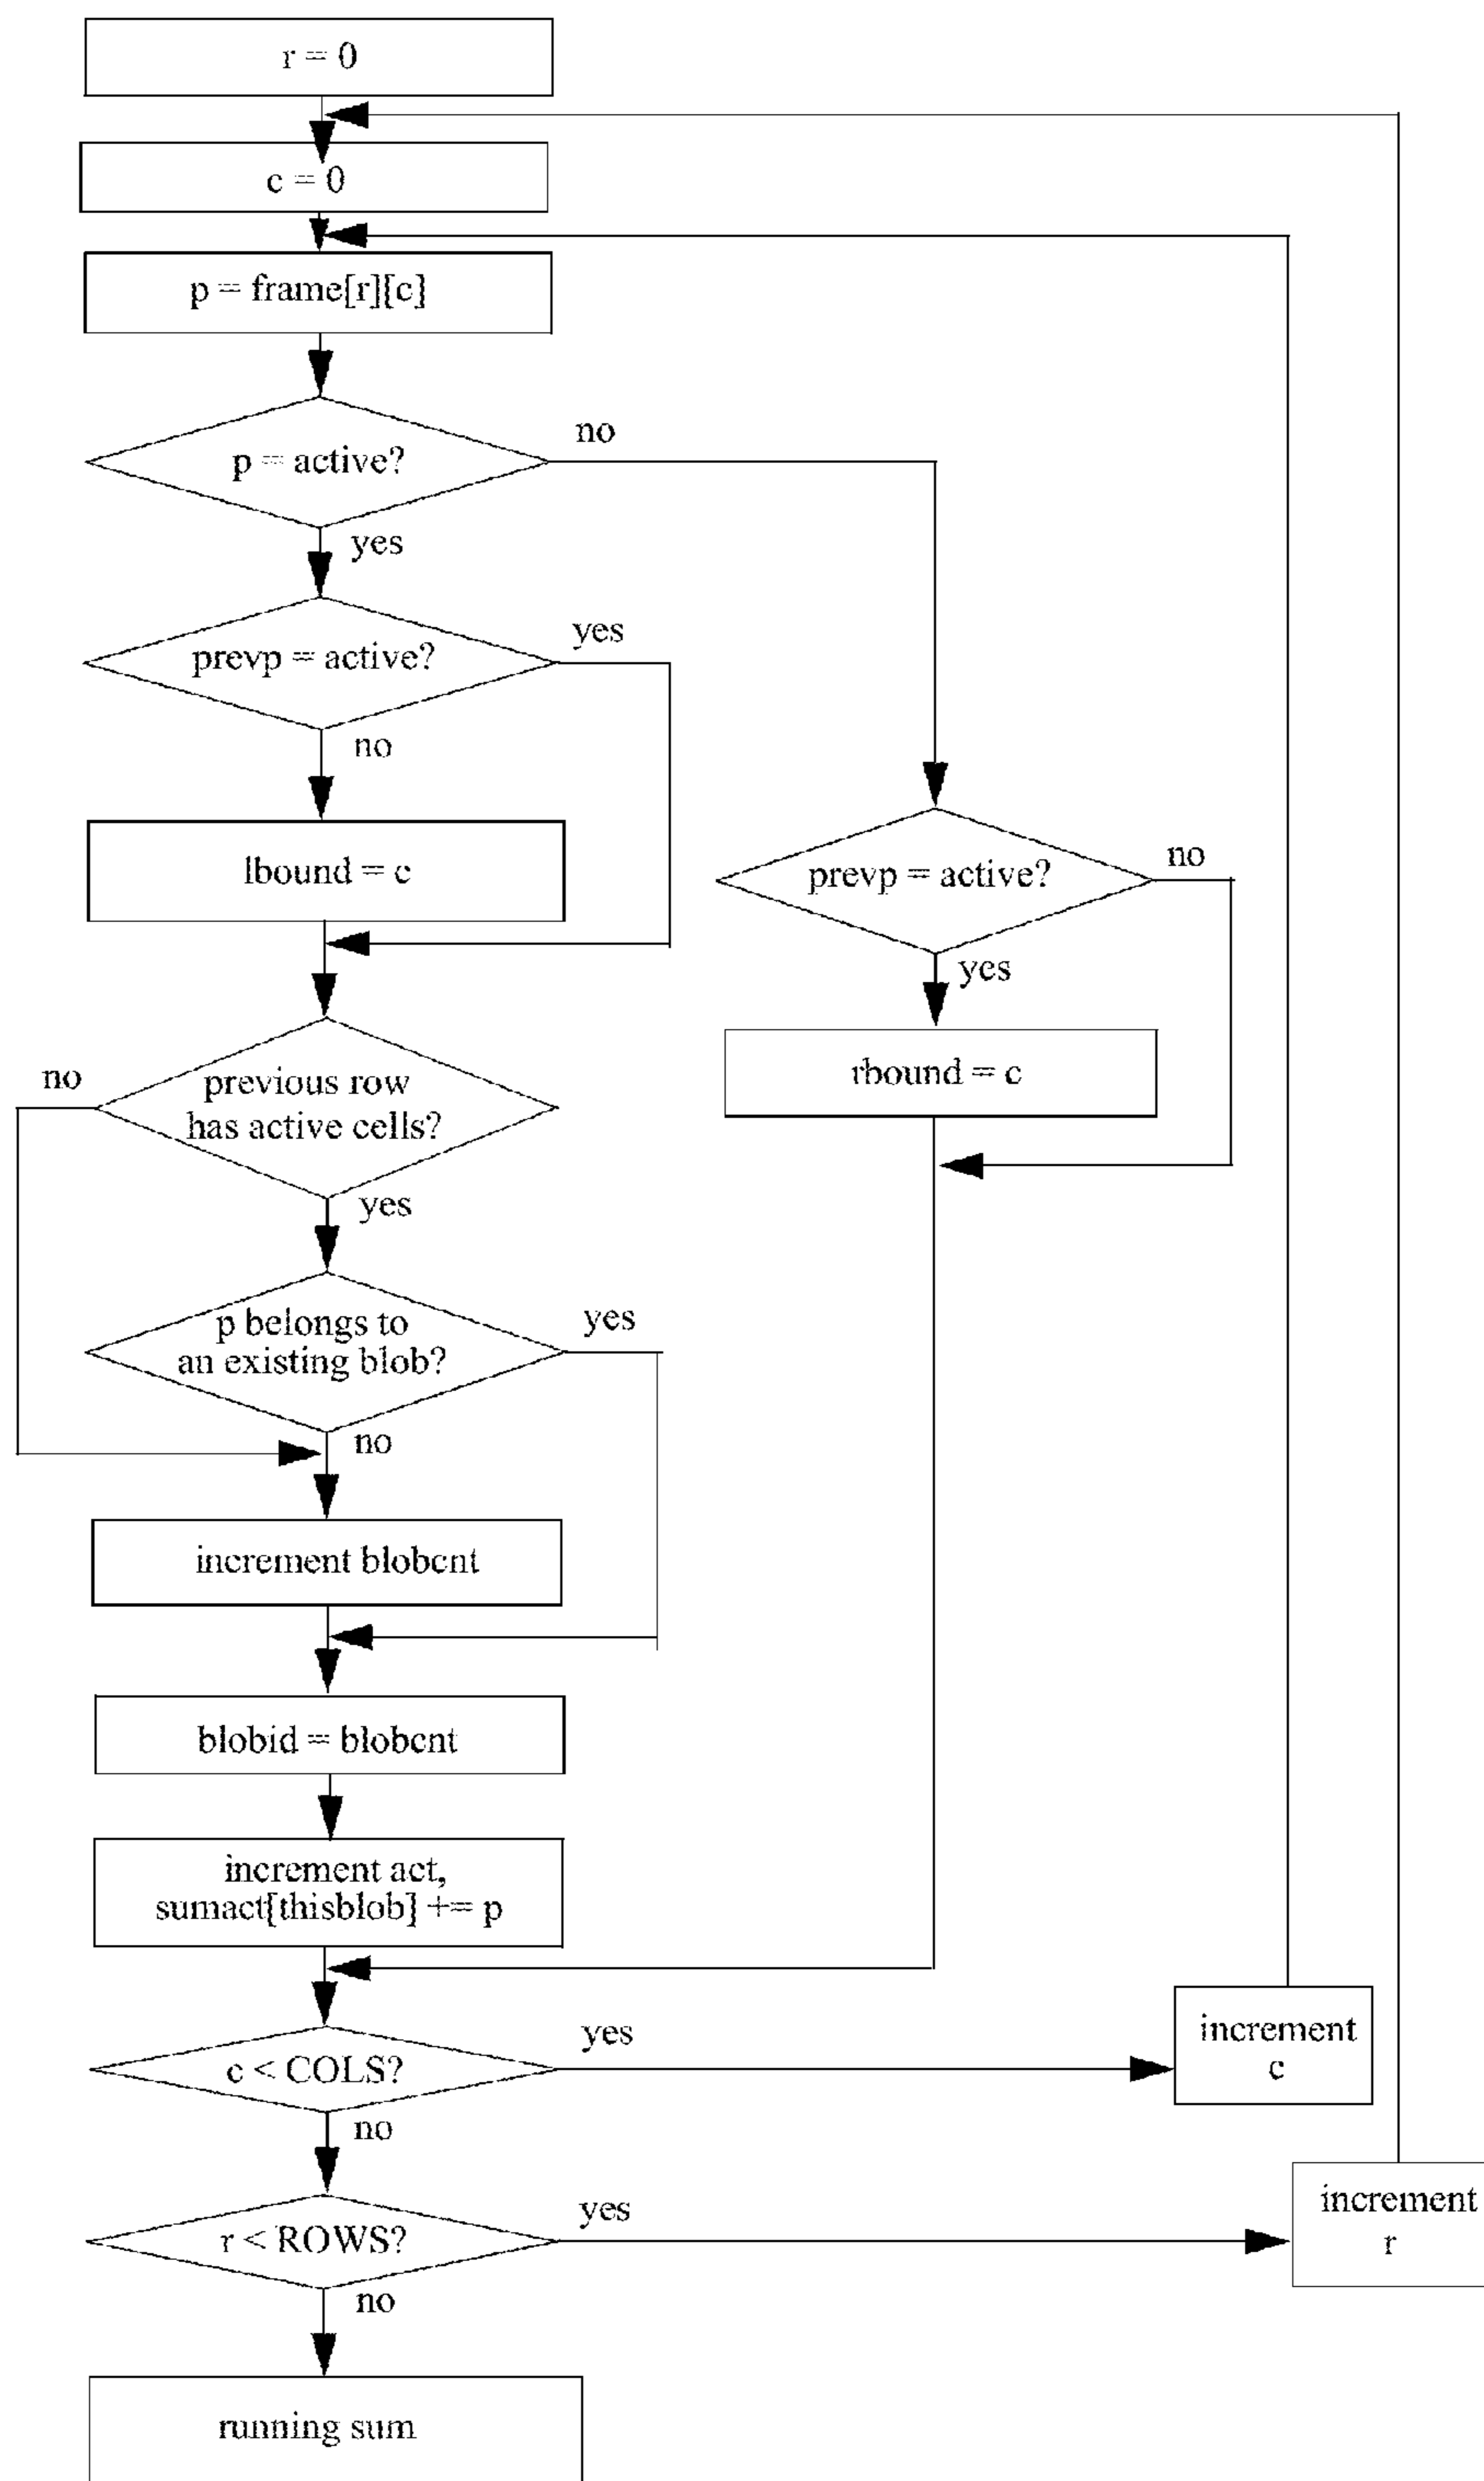 r = 0
c = 0
p = frame[r][c]
p = active?
no
yes
prevp = active?
yes
no
lbound = c
prevp = active?
no
yes
rbound = c
previous row
has active cells?
no
yes
p belongs to
an existing blob?
yes
no
increment blobcnt
blobid = blobcnt
increment act,
sumact[thisblob] += p
c < COLS?
yes
increment
c
no
r < ROWS?
yes
increment
r
no
running sum